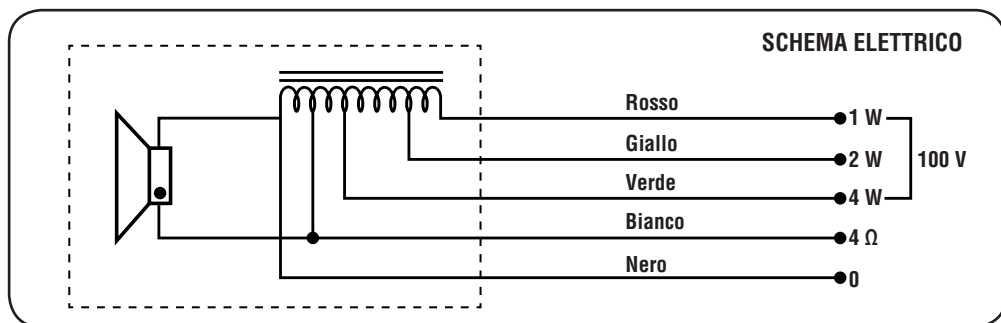 SCHEMA ELETTRICO
Rosso 1 W
Giallo 2 W 100 V
Verde 4 W
Bianco 4 Ω
Nero 0